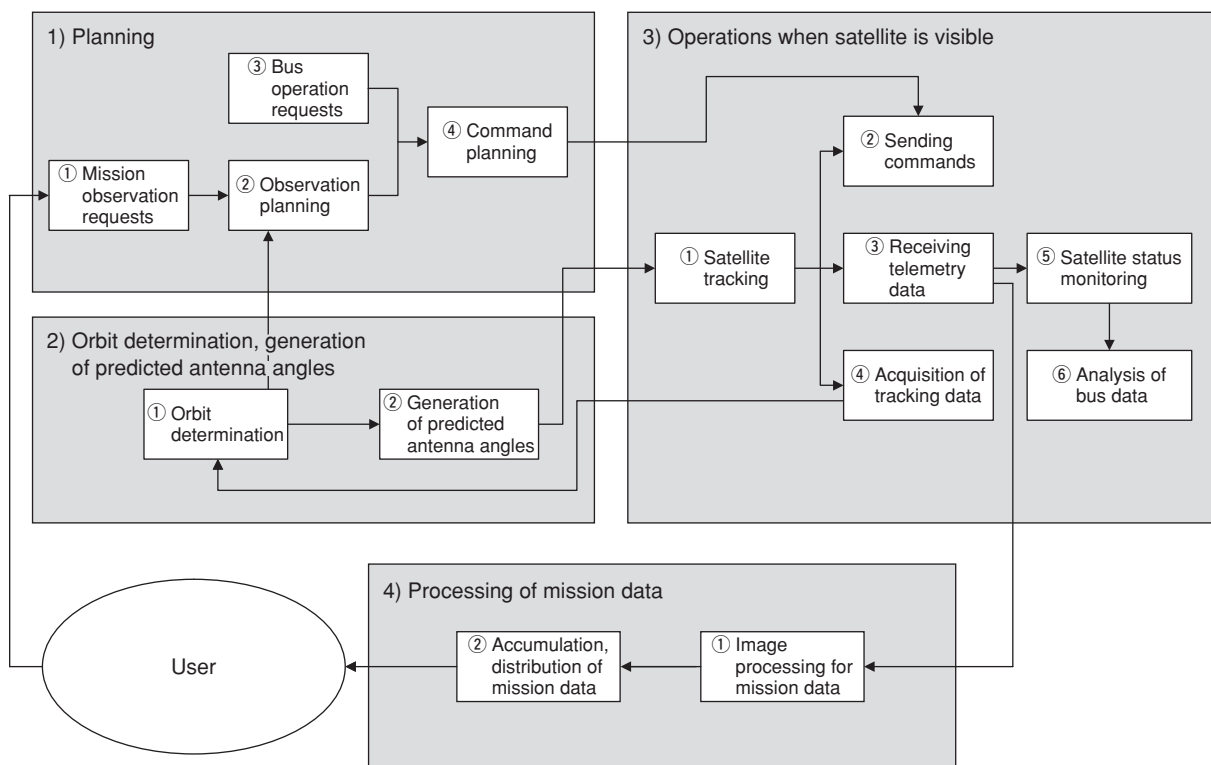 1) Planning
③ Bus
operation
requests
④ Command
planning
① Mission
observation
requests
② Observation
planning
2) Orbit determination, generation
of predicted antenna angles
① Orbit
determination
② Generation
of predicted
antenna angles
3) Operations when satellite is visible
② Sending
commands
① Satellite
tracking
③ Receiving
telemetry
data
⑤ Satellite status
monitoring
④ Acquisition of
tracking data
⑥ Analysis of
bus data
4) Processing of mission data
User
② Accumulation,
distribution of
mission data
① Image
processing for
mission data